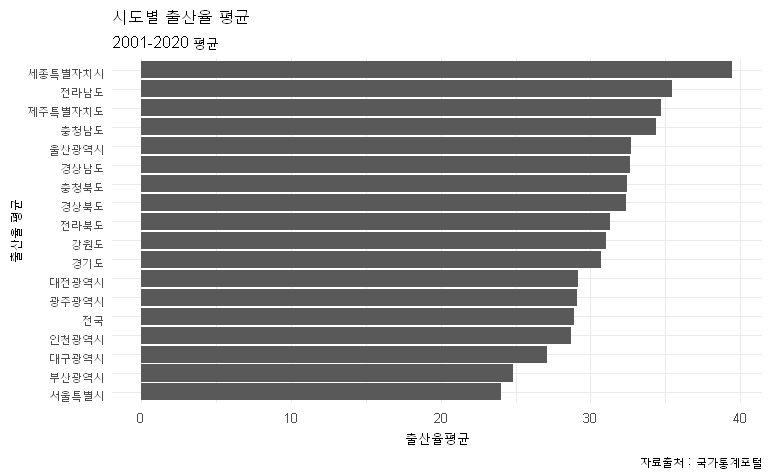 시도별 출산율 평균
2001-2020 평균
세종특별자치시
전라남도
제주특별자치도
충청남도
울산광역시
경상남도
충청북도
경상북도
전라북도
강원도
경기도
대전광역시
광주광역시
전국
인천광역시
대구광역시
부산광역시
서울특별시
출산율 평균
0 10 20 30 40
출산율평균
자료출처 : 국가통계포털